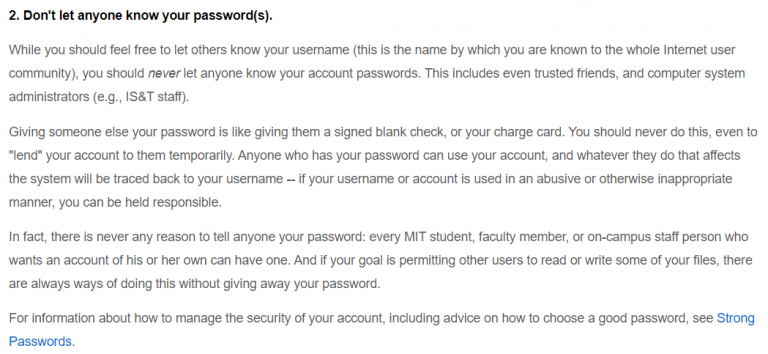 2. Don't let anyone know your password(s).
While you should feel free to let others know your username (this is the name by which you are known to the whole Internet user
community), you should never let anyone know your account passwords. This includes even trusted friends, and computer system
administrators (e.g., IS&T staff).
Giving someone else your password is like giving them a signed blank check, or your charge card. You should never do this, even to
"lend" your account to them temporarily. Anyone who has your password can use your account, and whatever they do that affects
the system will be traced back to your username -- if your username or account is used in an abusive or otherwise inappropriate
manner, you can be held responsible.
In fact, there is never any reason to tell anyone your password: every MIT student, faculty member, or on-campus staff person who
wants an account of his or her own can have one. And if your goal is permitting other users to read or write some of your files, there
are always ways of doing this without giving away your password.
For information about how to manage the security of your account, including advice on how to choose a good password, see Strong
Passwords.